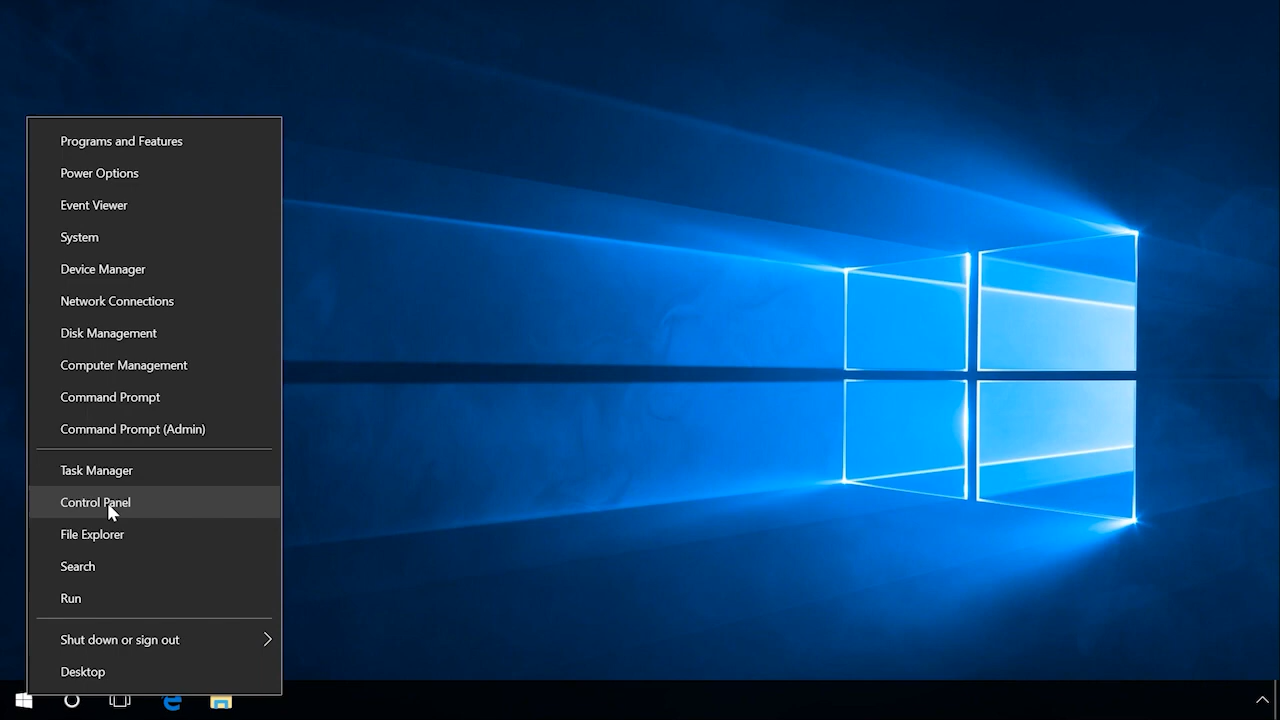 Programs and Features
Power Options
Event Viewer
System
Device Manager
Network Connections
Disk Management
Computer Management
Command Prompt
Command Prompt (Admin)
Task Manager
Control Panel
File Explorer
Search
Run
Shut down or sign out
Desktop